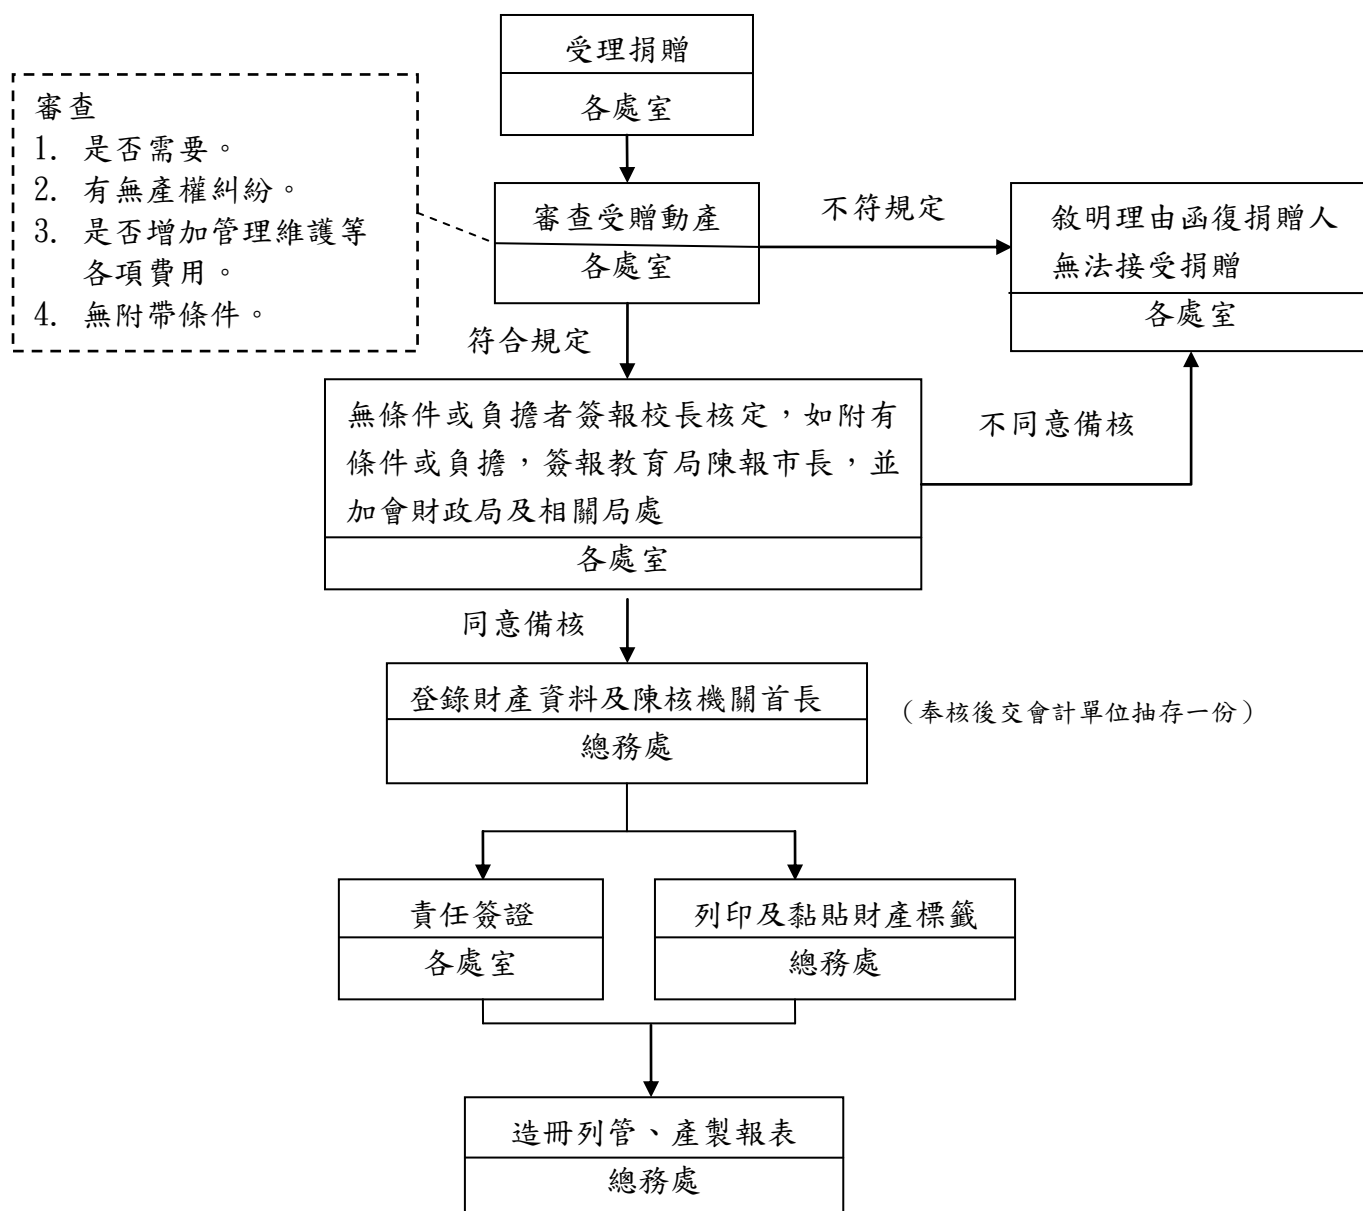 受理捐贈
各處室
審查
1. 是否需要。
2. 有無產權糾紛。
3. 是否增加管理維護等
各項費用。
4. 無附帶條件。
審查受贈動產
各處室
不符規定
敘明理由函復捐贈人
無法接受捐贈
各處室
符合規定
無條件或負擔者簽報校長核定，如附有
條件或負擔，簽報教育局陳報市長，並
加會財政局及相關局處
各處室
不同意備核
同意備核
登錄財產資料及陳核機關首長
總務處
（奉核後交會計單位抽存一份）
責任簽證
各處室
列印及黏貼財產標籤
總務處
造冊列管、產製報表
總務處